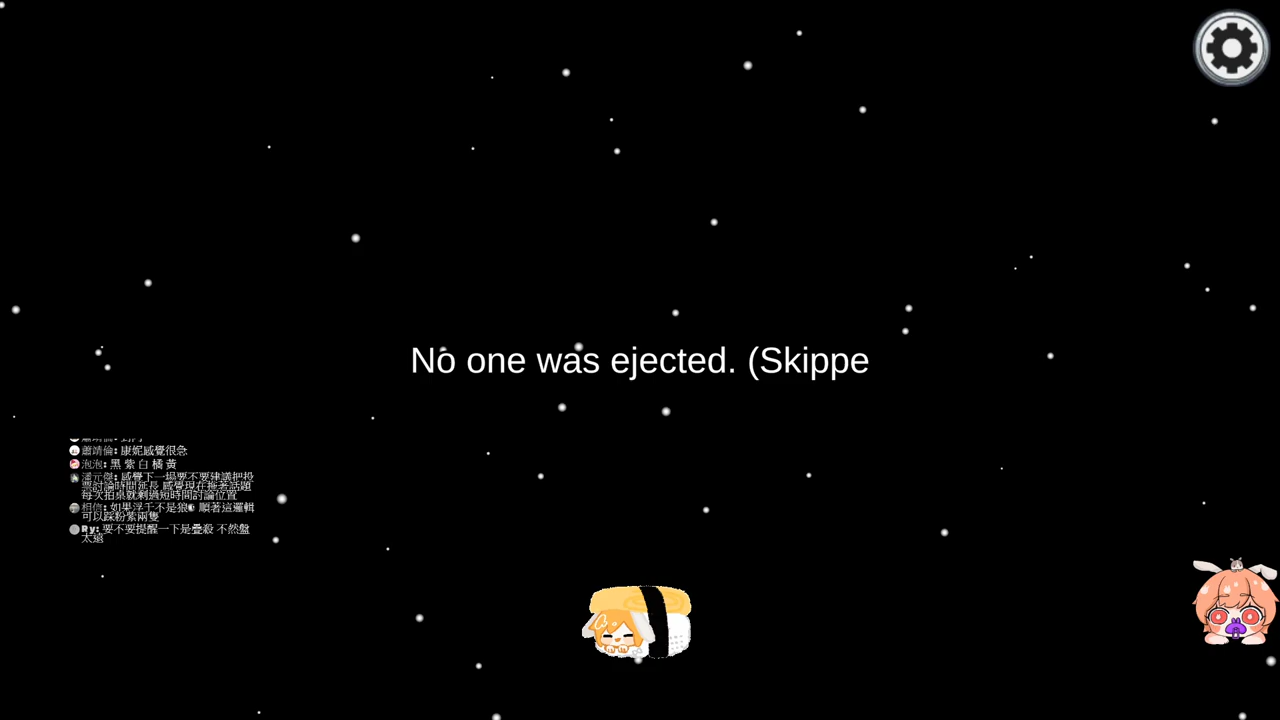 No one was ejected. (Skippe
蕭靖倫: 康妮感覺很急
泡泡: 黑 紫 白 橘 黃
潘元傑: 感覺下一場要不要建議把投
票討論時間延長 感覺現在拖著話題
每次拍桌就剩過短時間討論位置
相信: 如果浮士不是狼 順著這邏輯
可以踩粉紫兩隻
Ry: 要不要提醒一下是疊殺 不然盤
太遠